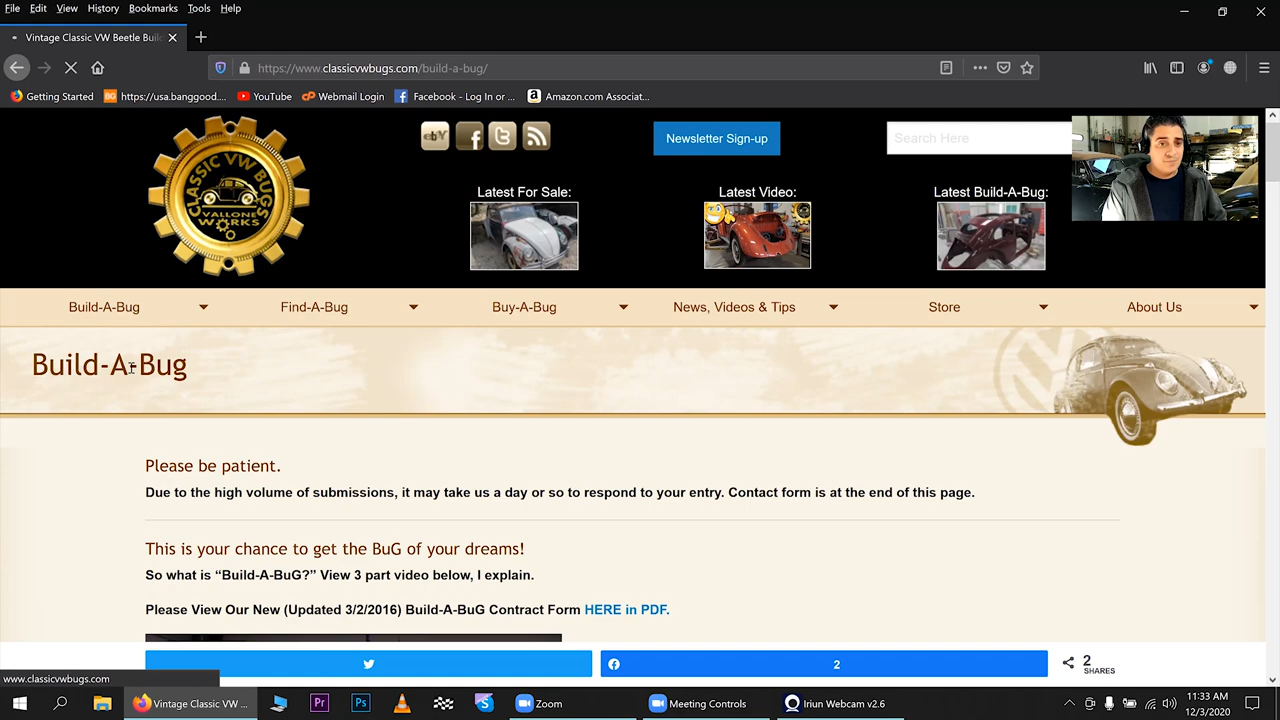 File Edit View History Bookmarks Tools Help
Vintage Classic VW Beetle Buil
https://www.classicvwbugs.com/build-a-bug/
Getting Started https://usa.banggood.... YouTube Webmail Login Facebook - Log In or ... Amazon.com Associat...
CLASSIC VW BUGS
VALLONE
WORKS
ebY
Newsletter Sign-up
Search Here
Latest For Sale:
Latest Video:
Latest Build-A-Bug:
Build-A-Bug Find-A-Bug Buy-A-Bug News, Videos & Tips Store About Us
Build-A-Bug
Please be patient.
Due to the high volume of submissions, it may take us a day or so to respond to your entry. Contact form is at the end of this page.
This is your chance to get the BuG of your dreams!
So what is “Build-A-BuG?” View 3 part video below, I explain.
Please View Our New (Updated 3/2/2016) Build-A-BuG Contract Form HERE in PDF.
2
2
SHARES
www.classicvwbugs.com
Vintage Classic VW ... Zoom Meeting Controls Iriun Webcam v2.6
11:33 AM
12/3/2020